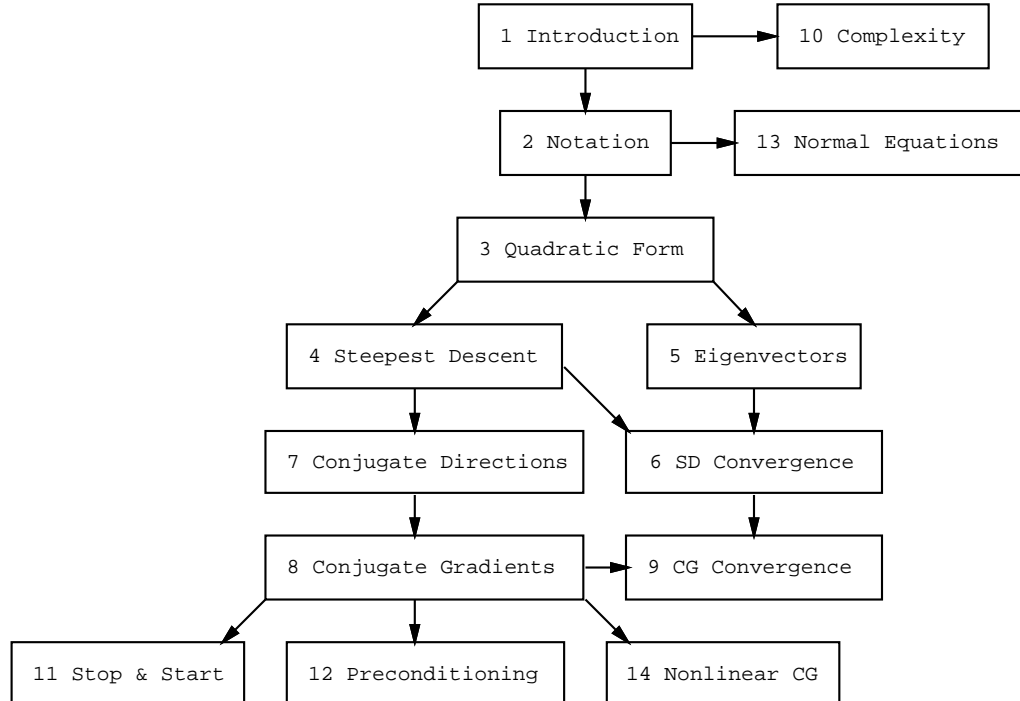 1 Introduction
10 Complexity
2 Notation
13 Normal Equations
3 Quadratic Form
4 Steepest Descent
5 Eigenvectors
7 Conjugate Directions
6 SD Convergence
8 Conjugate Gradients
9 CG Convergence
11 Stop & Start
12 Preconditioning
14 Nonlinear CG